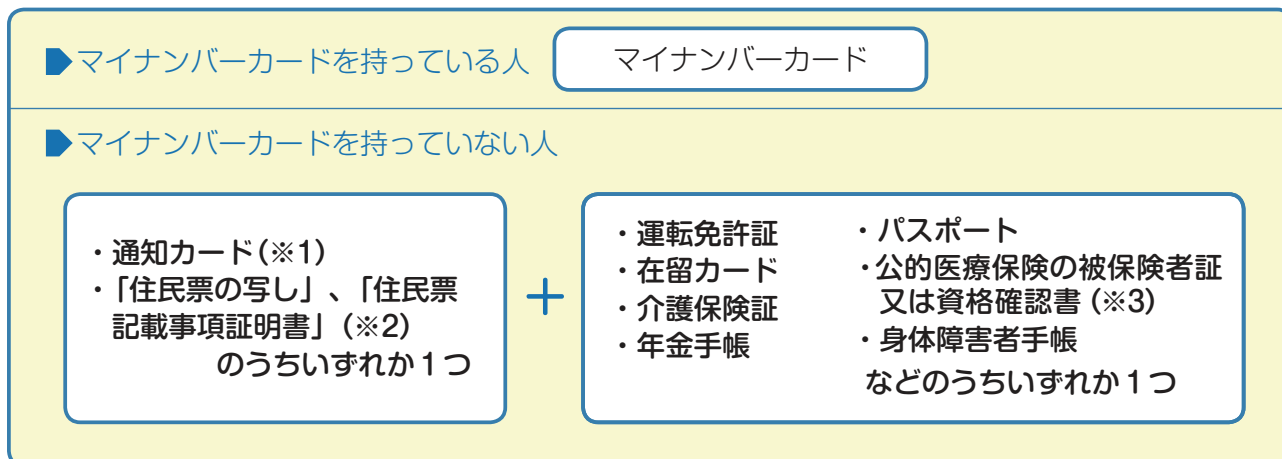 マイナンバーカードを持っている人
マイナンバーカード
マイナンバーカードを持っていない人
・通知カード(※1)
・「住民票の写し」、「住民票
記載事項証明書」(※2)
のうちいずれか1つ
+
・運転免許証
・在留カード
・介護保険証
・年金手帳
・パスポート
・公的医療保険の被保険者証
又は資格確認書(※3)
・身体障害者手帳
などのうちいずれか1つ